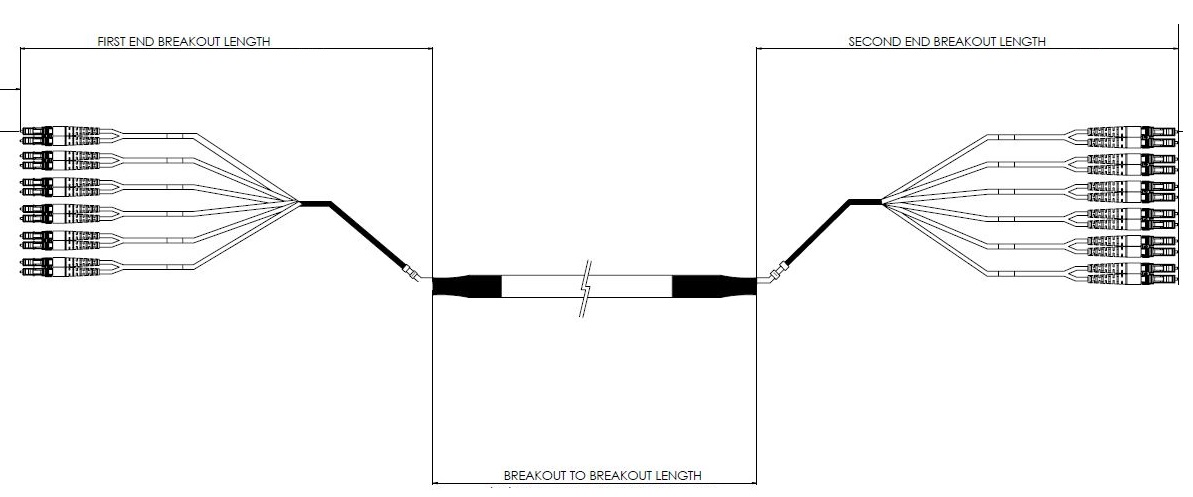 FIRST END BREAKOUT LENGTH
SECOND END BREAKOUT LENGTH
BREAKOUT TO BREAKOUT LENGTH